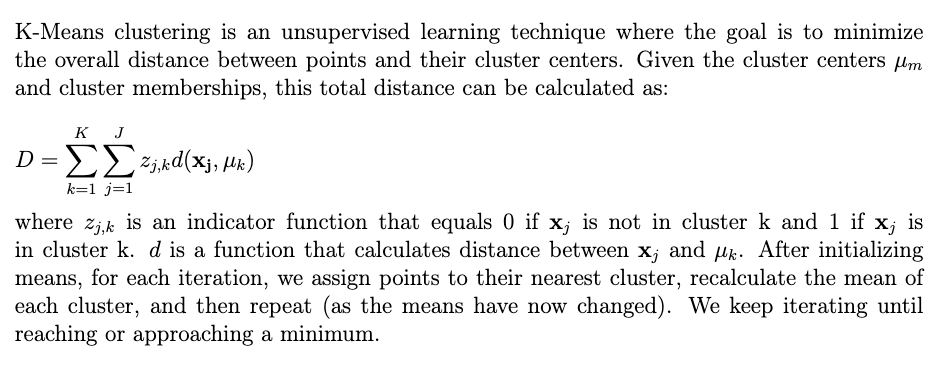 K-Means clustering is an unsupervised learning technique where the goal is to minimize
the overall distance between points and their cluster centers. Given the cluster centers μₘ
and cluster memberships, this total distance can be calculated as:
D = ∑_{k=1}^{K} ∑_{j=1}^{J} z_{j,k}d(𝐱_𝐣, μ_k)
where z_{j,k} is an indicator function that equals 0 if 𝐱_j is not in cluster k and 1 if 𝐱_j is
in cluster k. d is a function that calculates distance between 𝐱_j and μ_k. After initializing
means, for each iteration, we assign points to their nearest cluster, recalculate the mean of
each cluster, and then repeat (as the means have now changed). We keep iterating until
reaching or approaching a minimum.